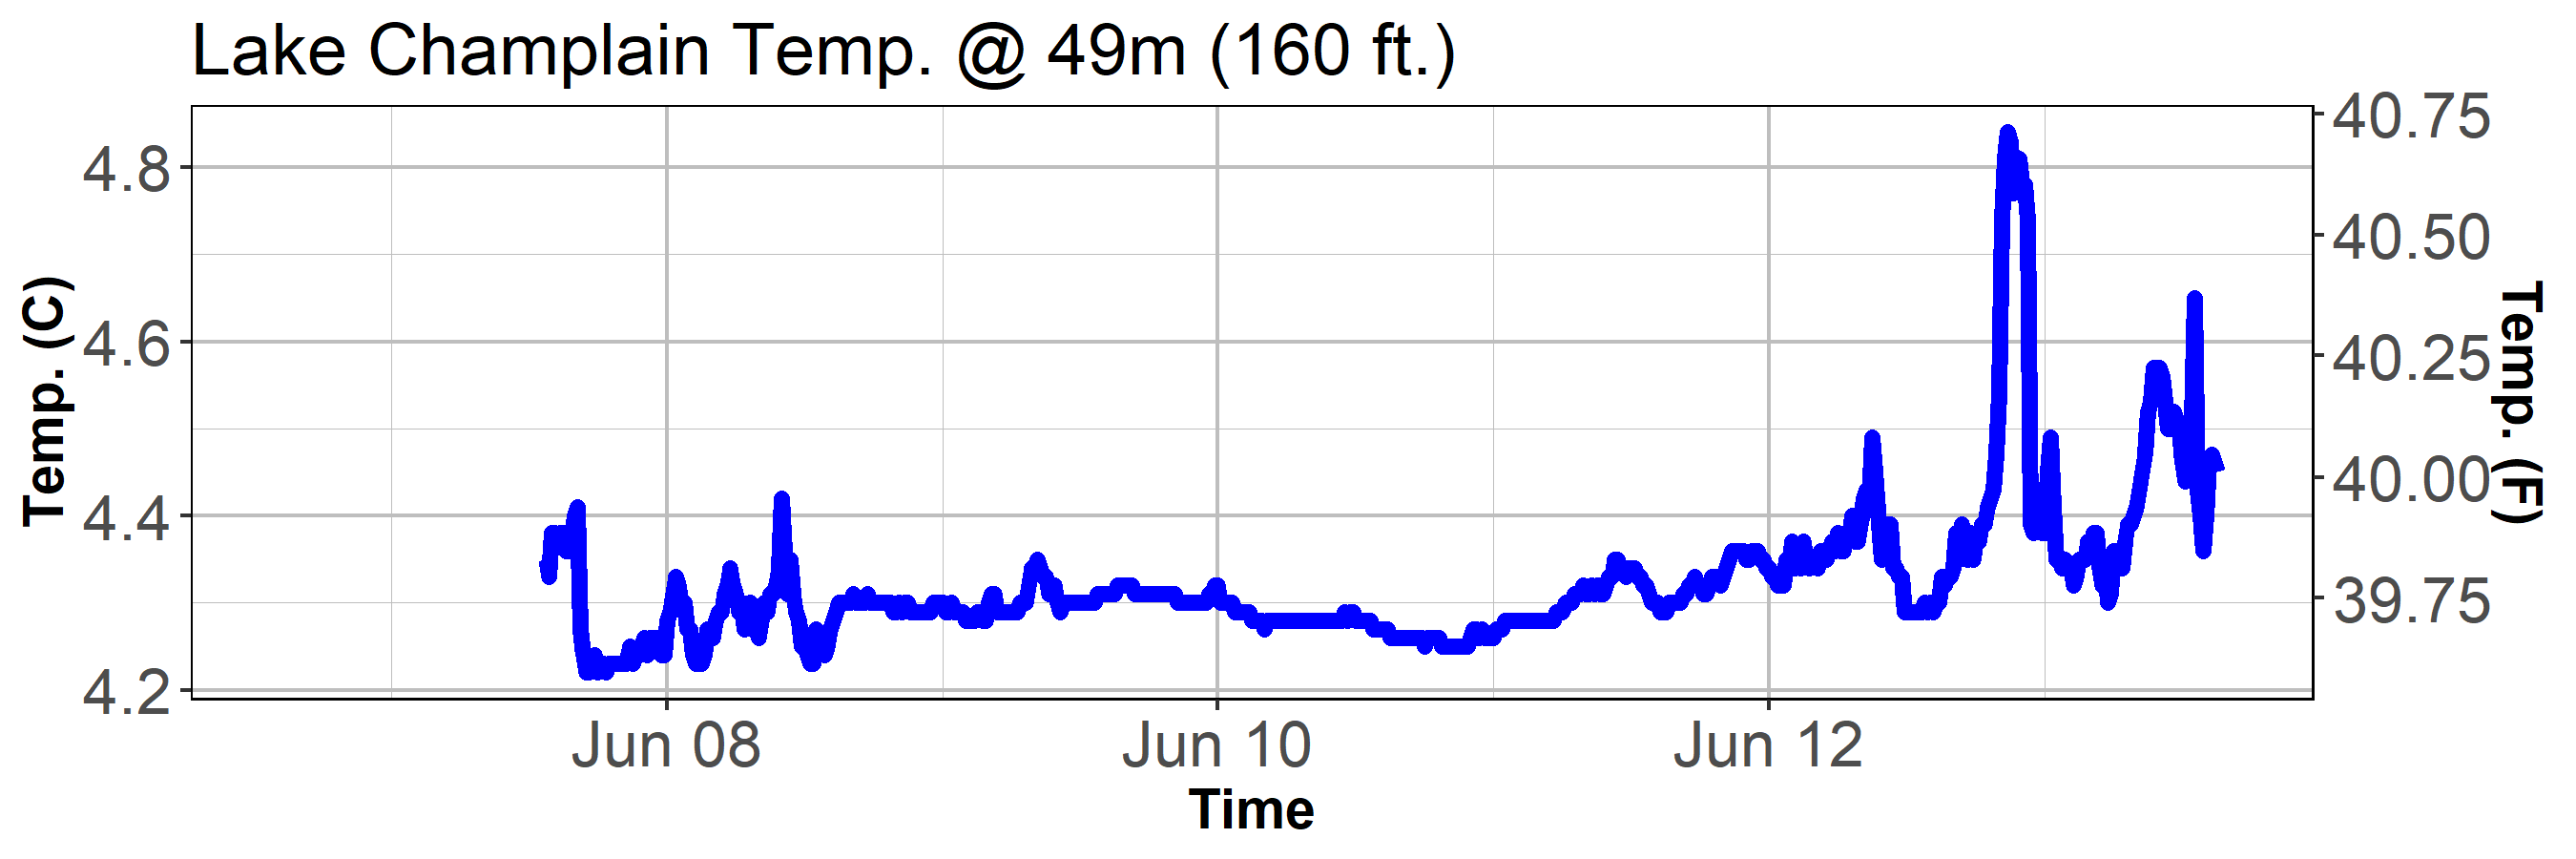 Lake Champlain Temp. @ 49m (160 ft.)
Temp. (C)
4.8
4.6
4.4
4.2
40.75
40.50
40.25
40.00
39.75
Temp. (F)
Jun 08
Jun 10
Jun 12
Time